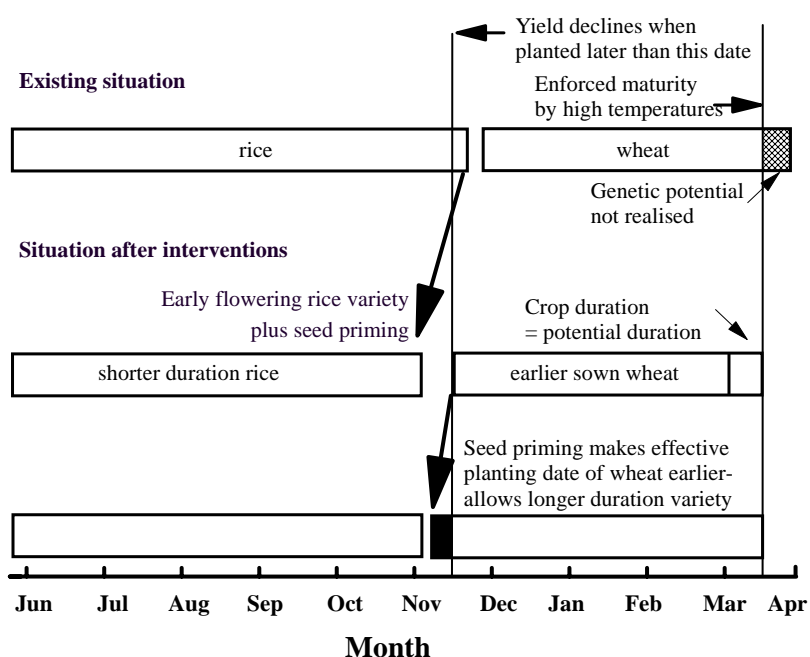 Yield declines when
planted later than this date
Existing situation
Enforced maturity
by high temperatures
rice
wheat
Genetic potential
not realised
Situation after interventions
Early flowering rice variety
plus seed priming
Crop duration
= potential duration
shorter duration rice
earlier sown wheat
Seed priming makes effective
planting date of wheat earlier-
allows longer duration variety
Jun Jul Aug Sep Oct Nov Dec Jan Feb Mar Apr
Month